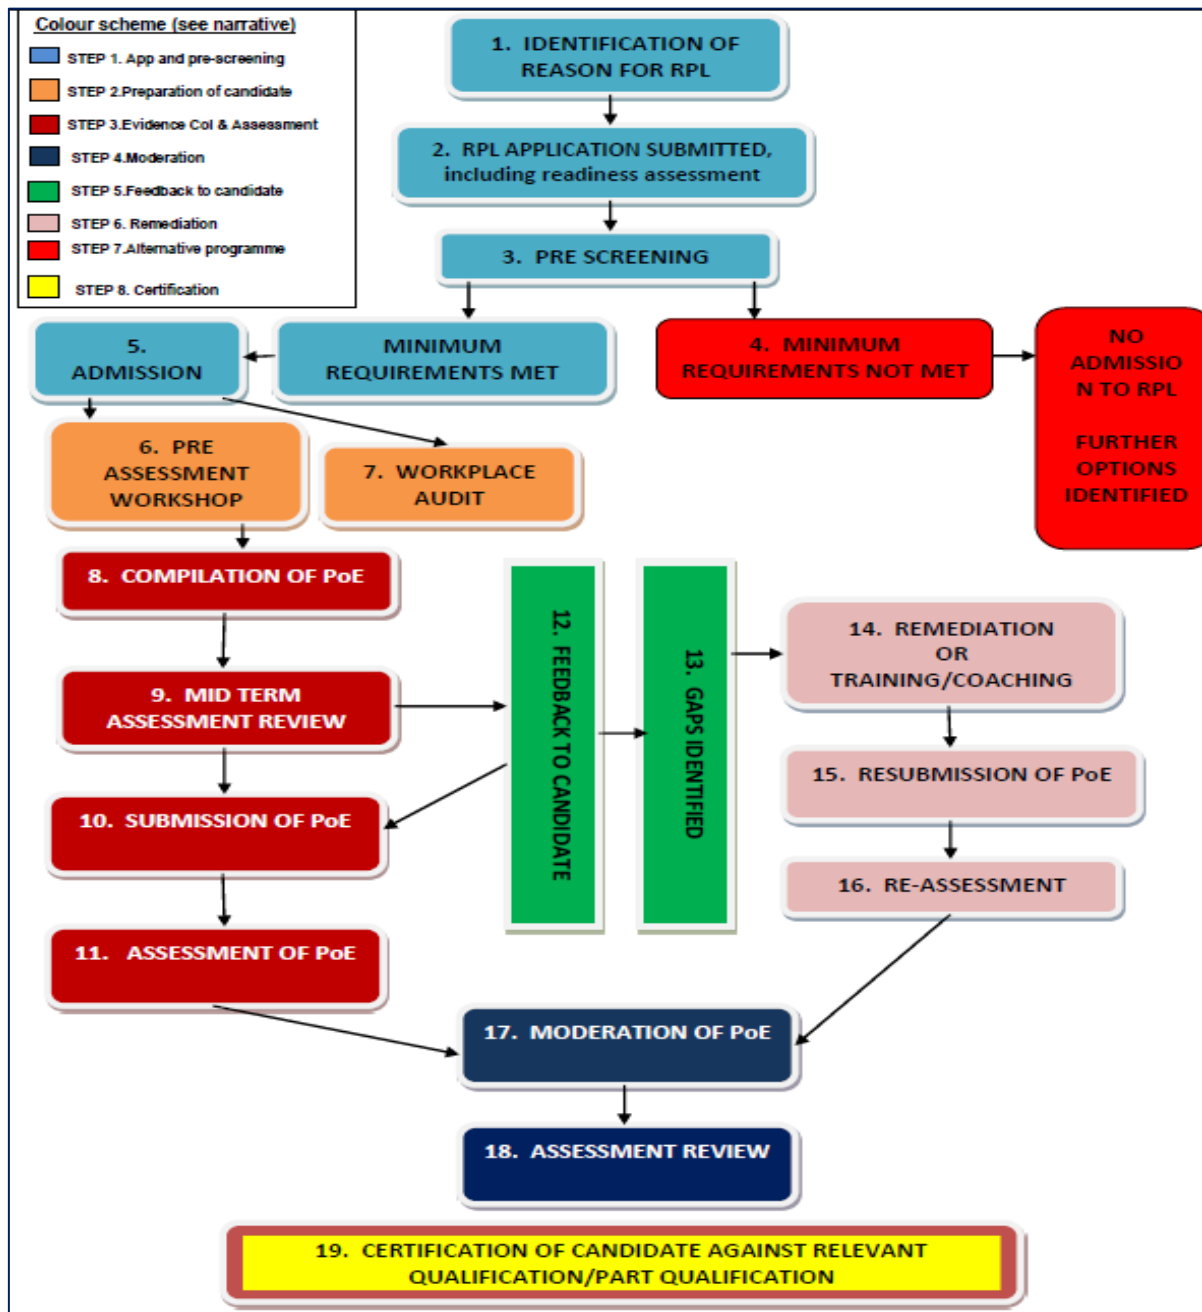 Colour scheme (see narrative)
STEP 1. App and pre-screening
STEP 2.Preparation of candidate
STEP 3.Evidence Col & Assessment
STEP 4.Moderation
STEP 5.Feedback to candidate
STEP 6. Remediation
STEP 7.Alternative programme
STEP 8. Certification
1. IDENTIFICATION OF
REASON FOR RPL
2. RPL APPLICATION SUBMITTED,
including readiness assessment
3. PRE SCREENING
5.
ADMISSION
MINIMUM
REQUIREMENTS MET
4. MINIMUM
REQUIREMENTS NOT MET
NO
ADMISSIO
N TO RPL
FURTHER
OPTIONS
IDENTIFIED
6. PRE
ASSESSMENT
WORKSHOP
7. WORKPLACE
AUDIT
8. COMPILATION OF PoE
9. MID TERM
ASSESSMENT REVIEW
10. SUBMISSION OF PoE
11. ASSESSMENT OF PoE
12. FEEDBACK TO CANDIDATE
13. GAPS IDENTIFIED
14. REMEDIATION
OR
TRAINING/COACHING
15. RESUBMISSION OF PoE
16. RE-ASSESSMENT
17. MODERATION OF PoE
18. ASSESSMENT REVIEW
19. CERTIFICATION OF CANDIDATE AGAINST RELEVANT
QUALIFICATION/PART QUALIFICATION